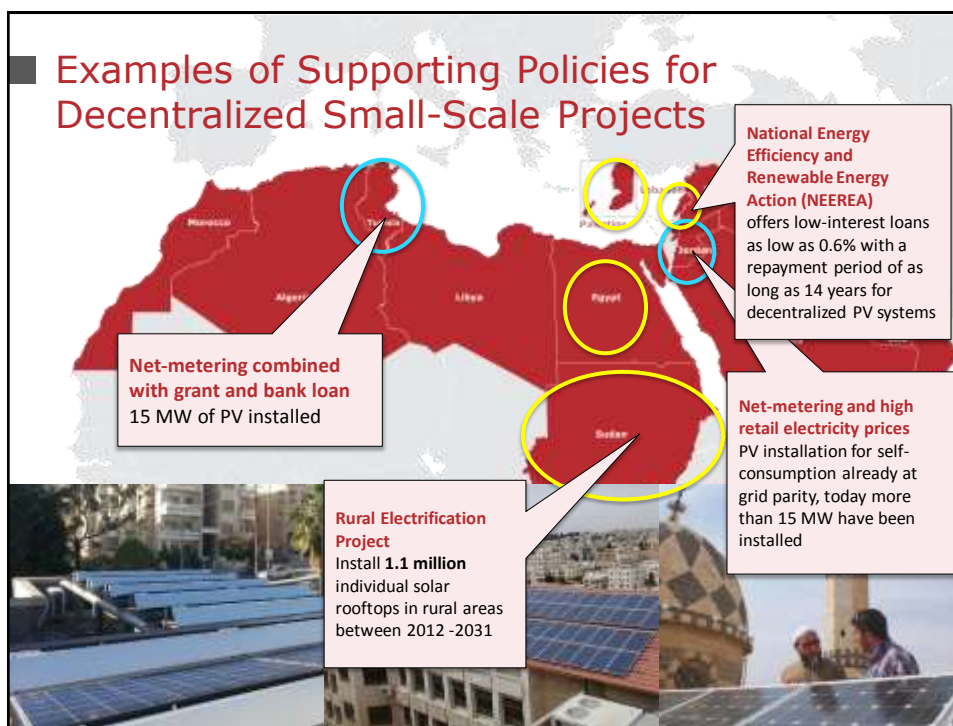 Examples of Supporting Policies for
Decentralized Small-Scale Projects
National Energy
Efficiency and
Renewable Energy
Action (NEEREA)
offers low-interest loans
as low as 0.6% with a
repayment period of as
long as 14 years for
decentralized PV systems
Morocco
Tunisia
Palestine
Lebanon
Jordan
Algeria
Libya
Egypt
Sudan
Net-metering combined
with grant and bank loan
15 MW of PV installed
Net-metering and high
retail electricity prices
PV installation for self-
consumption already at
grid parity, today more
than 15 MW have been
installed
Rural Electrification
Project
Install 1.1 million
individual solar
rooftops in rural areas
between 2012 -2031